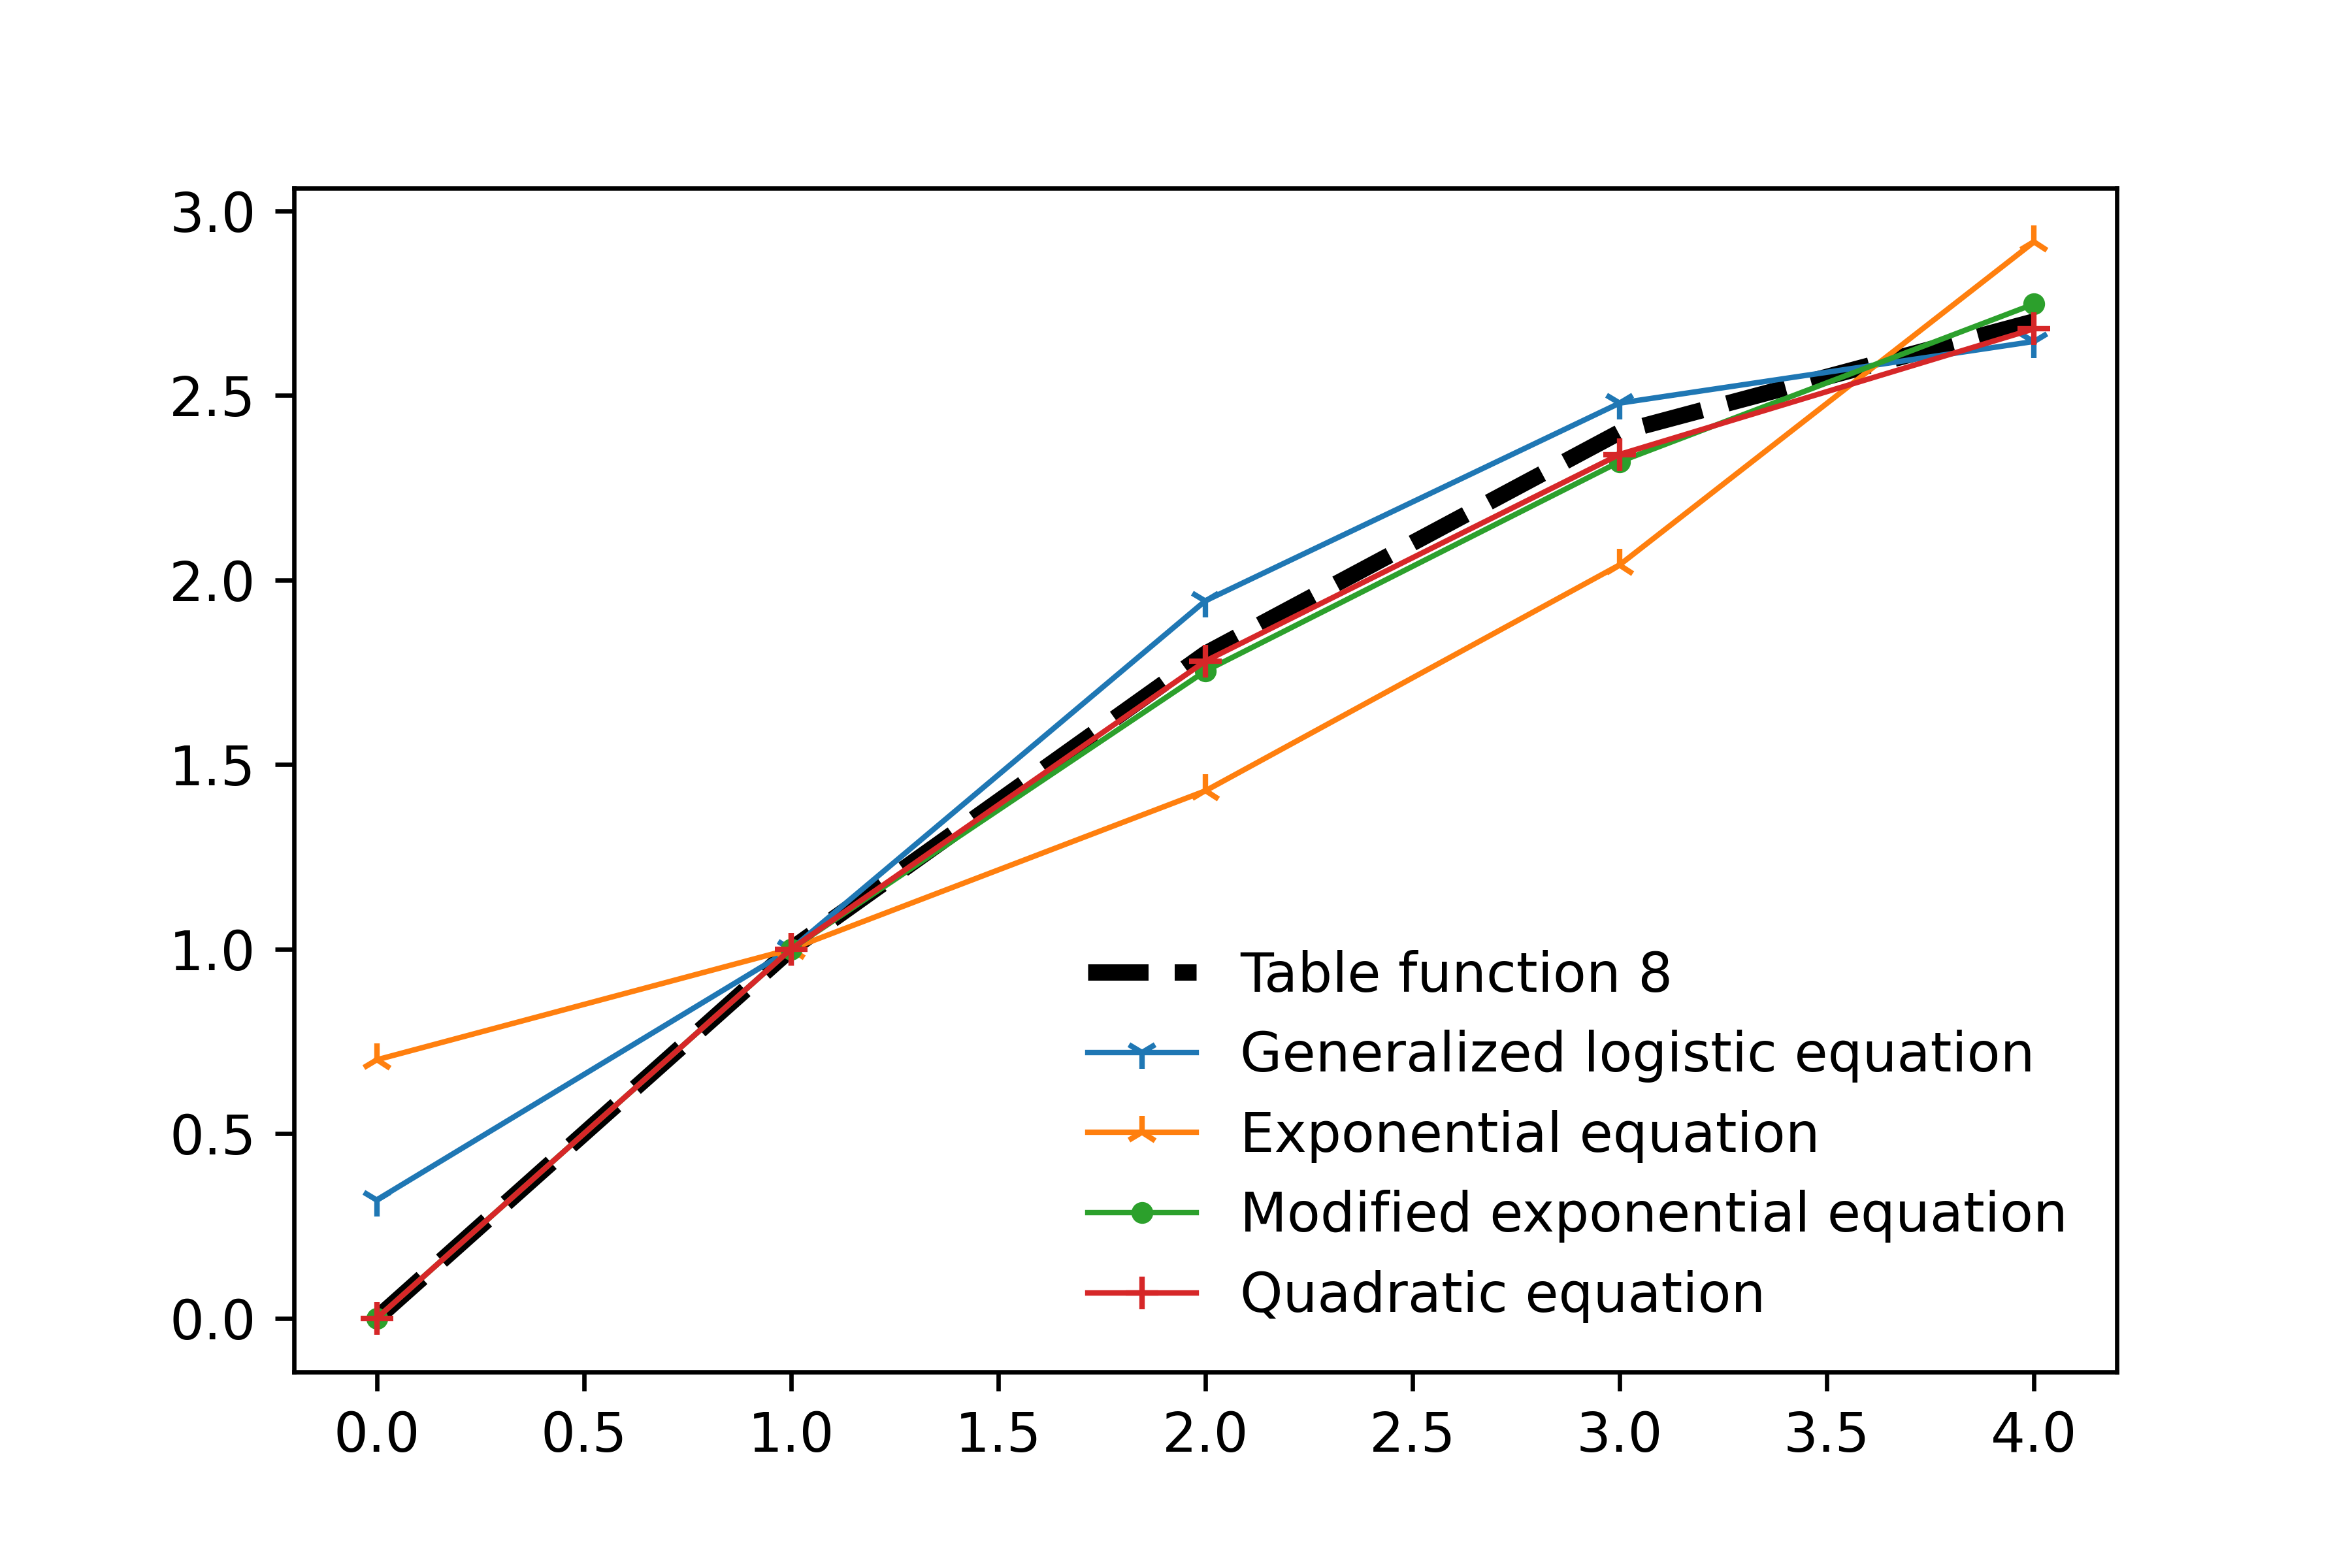 3.0
2.5
2.0
1.5
1.0
0.5
0.0
Table function 8
Generalized logistic equation
Exponential equation
Modified exponential equation
Quadratic equation
0.0 0.5 1.0 1.5 2.0 2.5 3.0 3.5 4.0